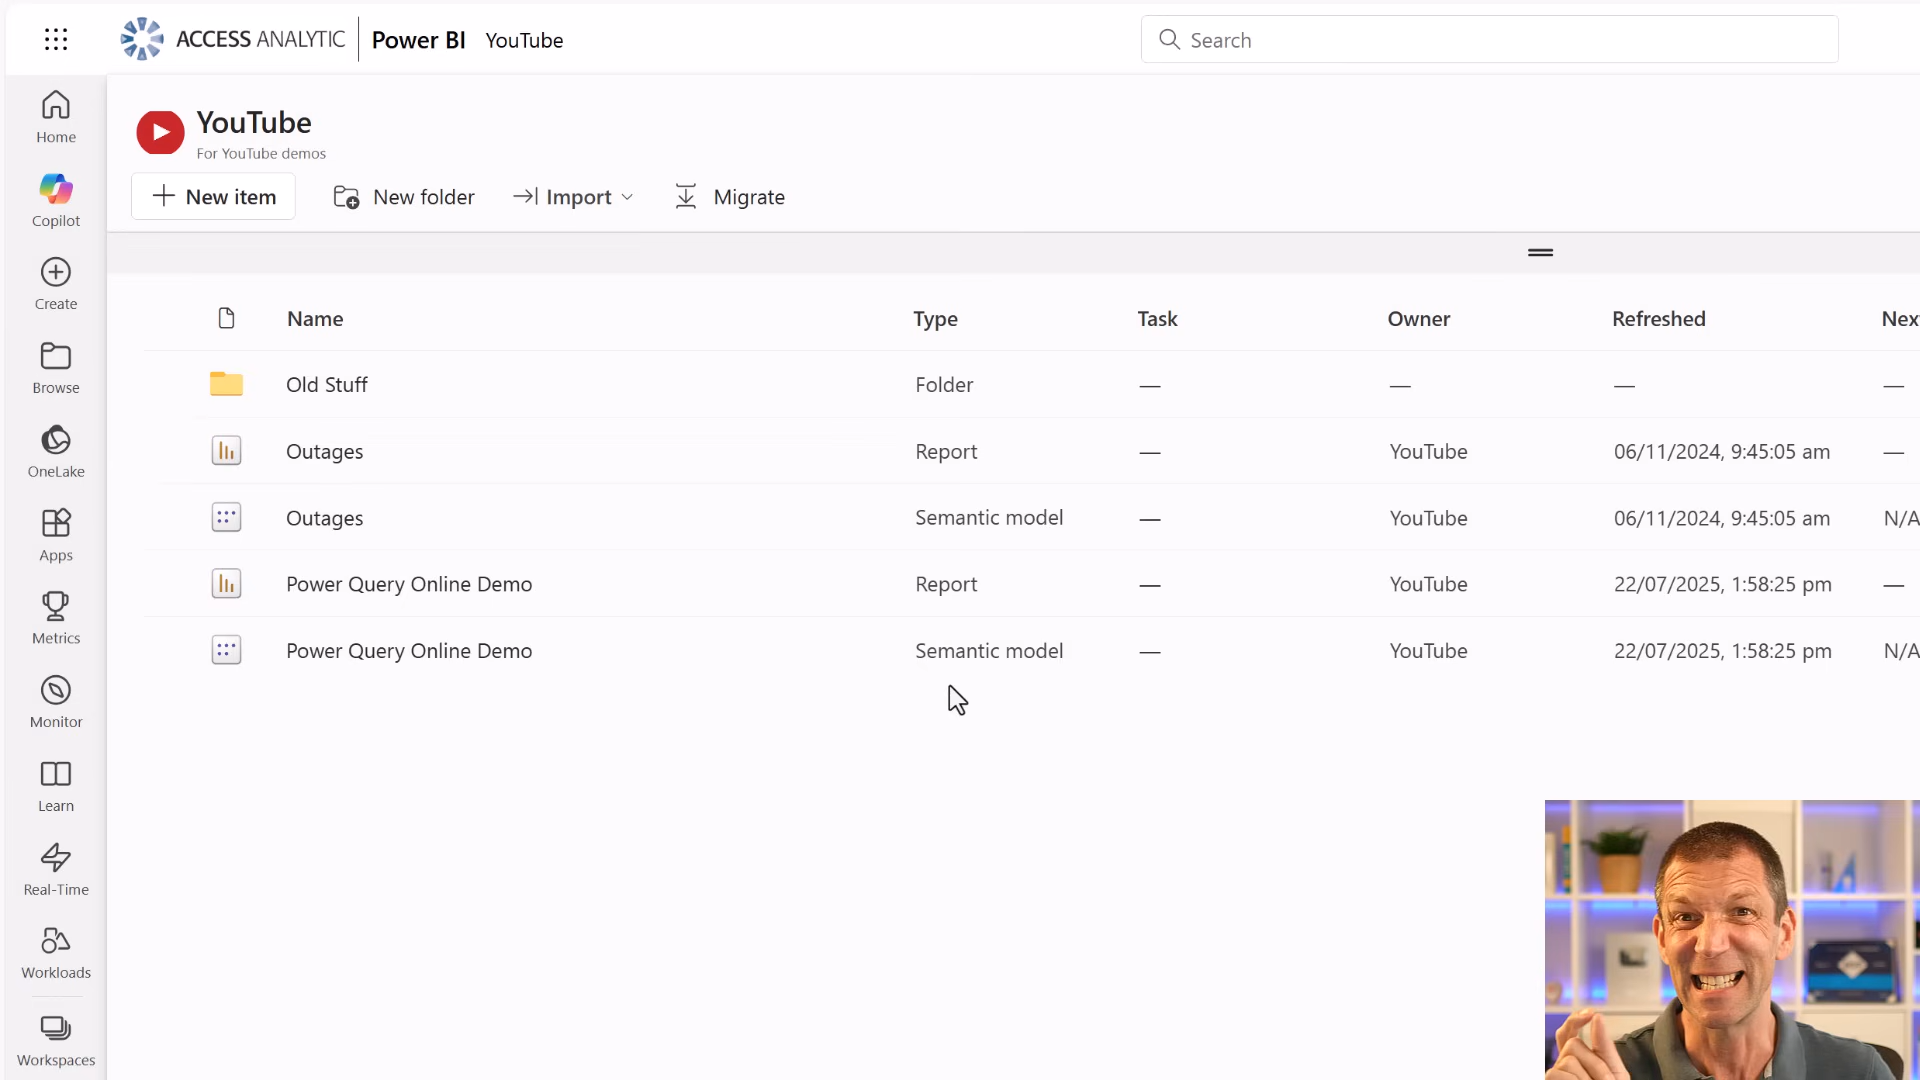 ACCESS ANALYTIC Power BI YouTube
Search
Home
Copilot
Create
Browse
OneLake
Apps
Metrics
Monitor
Learn
Real-Time
Workloads
Workspaces
YouTube
For YouTube demos
New item New folder Import Migrate
Name Type Task Owner Refreshed Nex
Old Stuff Folder — — — —
Outages Report — YouTube 06/11/2024, 9:45:05 am —
Outages Semantic model — YouTube 06/11/2024, 9:45:05 am N/A
Power Query Online Demo Report — YouTube 22/07/2025, 1:58:25 pm —
Power Query Online Demo Semantic model — YouTube 22/07/2025, 1:58:25 pm N/A